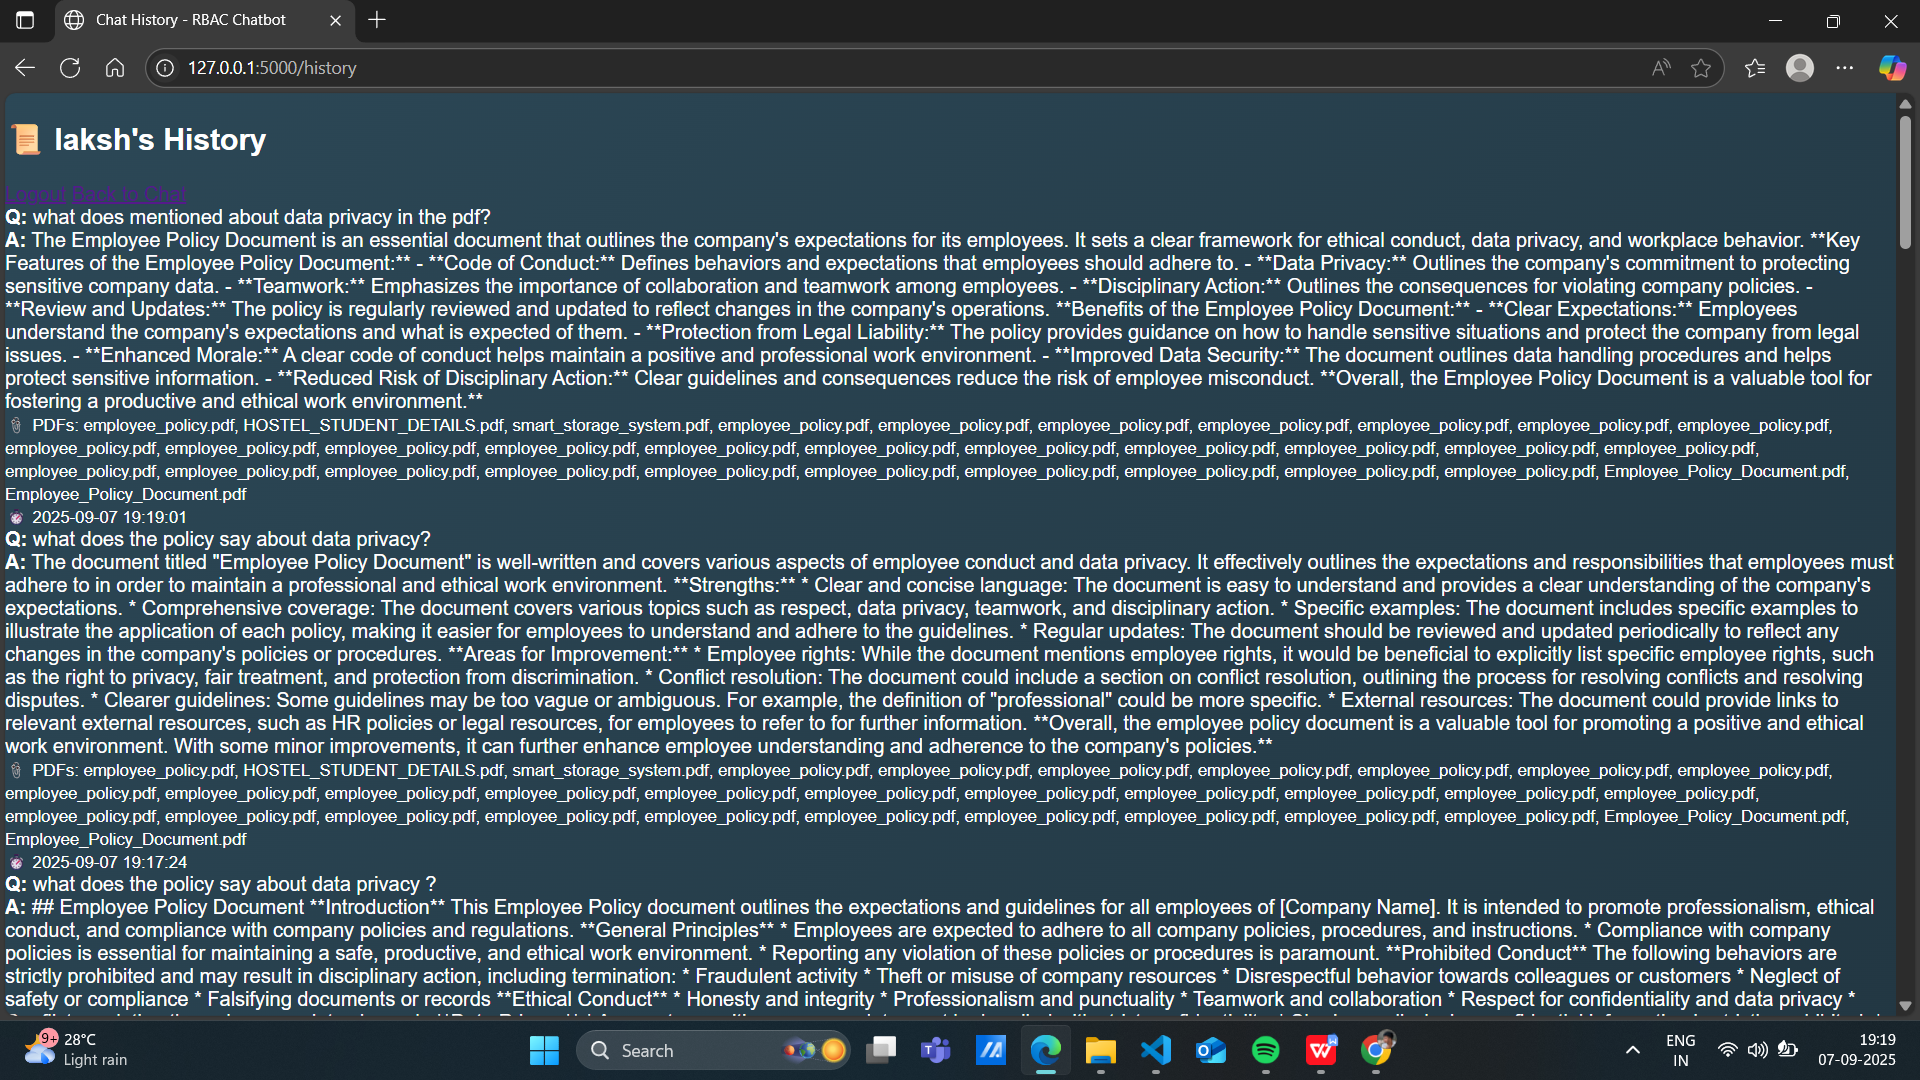 Chat History - RBAC Chatbot
127.0.0.1:5000/history
laksh's History
Logout Back to Chat
Q: what does mentioned about data privacy in the pdf?
A: The Employee Policy Document is an essential document that outlines the company's expectations for its employees. It sets a clear framework for ethical conduct, data privacy, and workplace behavior. **Key
Features of the Employee Policy Document:** - **Code of Conduct:** Defines behaviors and expectations that employees should adhere to. - **Data Privacy:** Outlines the company's commitment to protecting
sensitive company data. - **Teamwork:** Emphasizes the importance of collaboration and teamwork among employees. - **Disciplinary Action:** Outlines the consequences for violating company policies. -
**Review and Updates:** The policy is regularly reviewed and updated to reflect changes in the company's operations. **Benefits of the Employee Policy Document:** - **Clear Expectations:** Employees
understand the company's expectations and what is expected of them. - **Protection from Legal Liability:** The policy provides guidance on how to handle sensitive situations and protect the company from legal
issues. - **Enhanced Morale:** A clear code of conduct helps maintain a positive and professional work environment. - **Improved Data Security:** The document outlines data handling procedures and helps
protect sensitive information. - **Reduced Risk of Disciplinary Action:** Clear guidelines and consequences reduce the risk of employee misconduct. **Overall, the Employee Policy Document is a valuable tool for
fostering a productive and ethical work environment.**
PDFs: employee_policy.pdf, HOSTEL_STUDENT_DETAILS.pdf, smart_storage_system.pdf, employee_policy.pdf, employee_policy.pdf, employee_policy.pdf, employee_policy.pdf, employee_policy.pdf, employee_policy.pdf, employee_policy.pdf,
employee_policy.pdf, employee_policy.pdf, employee_policy.pdf, employee_policy.pdf, employee_policy.pdf, employee_policy.pdf, employee_policy.pdf, employee_policy.pdf, employee_policy.pdf, employee_policy.pdf, employee_policy.pdf,
employee_policy.pdf, employee_policy.pdf, employee_policy.pdf, employee_policy.pdf, employee_policy.pdf, employee_policy.pdf, employee_policy.pdf, employee_policy.pdf, employee_policy.pdf, employee_policy.pdf, Employee_Policy_Document.pdf,
Employee_Policy_Document.pdf
2025-09-07 19:19:01
Q: what does the policy say about data privacy?
A: The document titled "Employee Policy Document" is well-written and covers various aspects of employee conduct and data privacy. It effectively outlines the expectations and responsibilities that employees must
adhere to in order to maintain a professional and ethical work environment. **Strengths:** * Clear and concise language: The document is easy to understand and provides a clear understanding of the company's
expectations. * Comprehensive coverage: The document covers various topics such as respect, data privacy, teamwork, and disciplinary action. * Specific examples: The document includes specific examples to
illustrate the application of each policy, making it easier for employees to understand and adhere to the guidelines. * Regular updates: The document should be reviewed and updated periodically to reflect any
changes in the company's policies or procedures. **Areas for Improvement:** * Employee rights: While the document mentions employee rights, it would be beneficial to explicitly list specific employee rights, such
as the right to privacy, fair treatment, and protection from discrimination. * Conflict resolution: The document could include a section on conflict resolution, outlining the process for resolving conflicts and resolving
disputes. * Clearer guidelines: Some guidelines may be too vague or ambiguous. For example, the definition of "professional" could be more specific. * External resources: The document could provide links to
relevant external resources, such as HR policies or legal resources, for employees to refer to for further information. **Overall, the employee policy document is a valuable tool for promoting a positive and ethical
work environment. With some minor improvements, it can further enhance employee understanding and adherence to the company's policies.**
PDFs: employee_policy.pdf, HOSTEL_STUDENT_DETAILS.pdf, smart_storage_system.pdf, employee_policy.pdf, employee_policy.pdf, employee_policy.pdf, employee_policy.pdf, employee_policy.pdf, employee_policy.pdf, employee_policy.pdf,
employee_policy.pdf, employee_policy.pdf, employee_policy.pdf, employee_policy.pdf, employee_policy.pdf, employee_policy.pdf, employee_policy.pdf, employee_policy.pdf, employee_policy.pdf, employee_policy.pdf, employee_policy.pdf,
employee_policy.pdf, employee_policy.pdf, employee_policy.pdf, employee_policy.pdf, employee_policy.pdf, employee_policy.pdf, employee_policy.pdf, employee_policy.pdf, employee_policy.pdf, employee_policy.pdf, Employee_Policy_Document.pdf,
Employee_Policy_Document.pdf
2025-09-07 19:17:24
Q: what does the policy say about data privacy ?
A: ## Employee Policy Document **Introduction** This Employee Policy document outlines the expectations and guidelines for all employees of [Company Name]. It is intended to promote professionalism, ethical
conduct, and compliance with company policies and regulations. **General Principles** * Employees are expected to adhere to all company policies, procedures, and instructions. * Compliance with company
policies is essential for maintaining a safe, productive, and ethical work environment. * Reporting any violation of these policies or procedures is paramount. **Prohibited Conduct** The following behaviors are
strictly prohibited and may result in disciplinary action, including termination: * Fraudulent activity * Theft or misuse of company resources * Disrespectful behavior towards colleagues or customers * Neglect of
safety or compliance * Falsifying documents or records **Ethical Conduct** * Honesty and integrity * Professionalism and punctuality * Teamwork and collaboration * Respect for confidentiality and data privacy *
9+
28°C
Light rain
Search
ENG
IN
19:19
07-09-2025